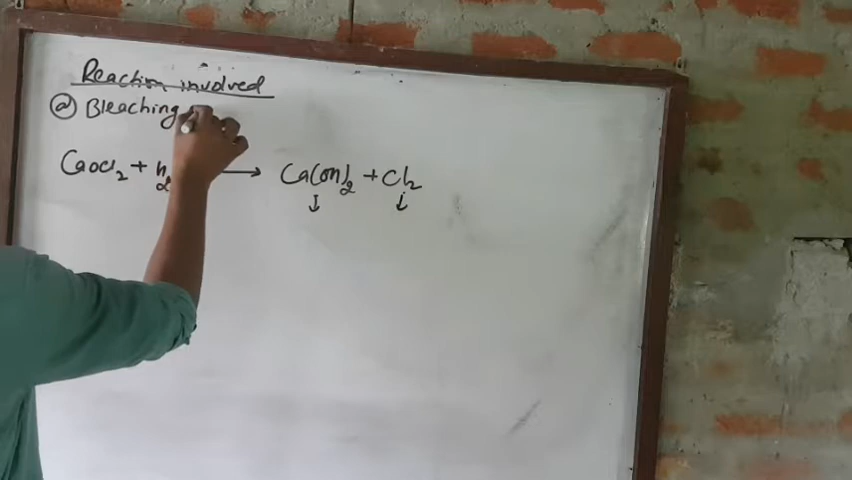 Reaction involved
ⓐ Bleaching
CaOCl₂ + H₂ → Ca(OH)₂ + Cl₂
↓ ↓